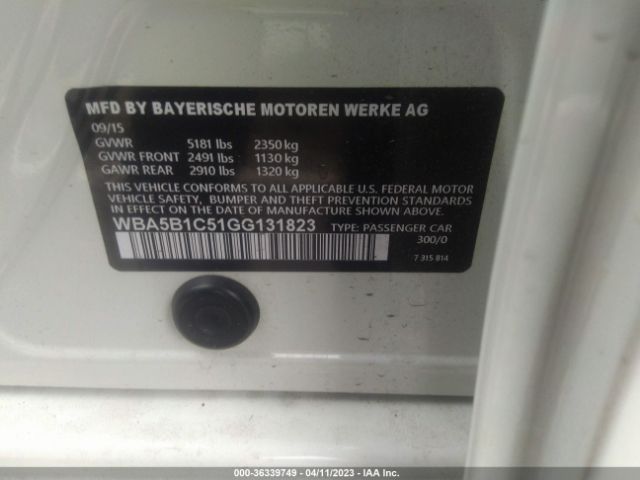 MFD BY BAYERISCHE MOTOREN WERKE AG
09/15
GVWR 5181 lbs 2350 kg
GVWR FRONT 2491 lbs 1130 kg
GAWR REAR 2910 lbs 1320 kg
THIS VEHICLE CONFORMS TO ALL APPLICABLE U.S. FEDERAL MOTOR
VEHICLE SAFETY, BUMPER AND THEFT PREVENTION STANDARDS
IN EFFECT ON THE DATE OF MANUFACTURE SHOWN ABOVE.
WBA5B1C51GG131823 TYPE: PASSENGER CAR
300/0
7 315 814
000-36339749 - 04/11/2023 - IAA Inc.